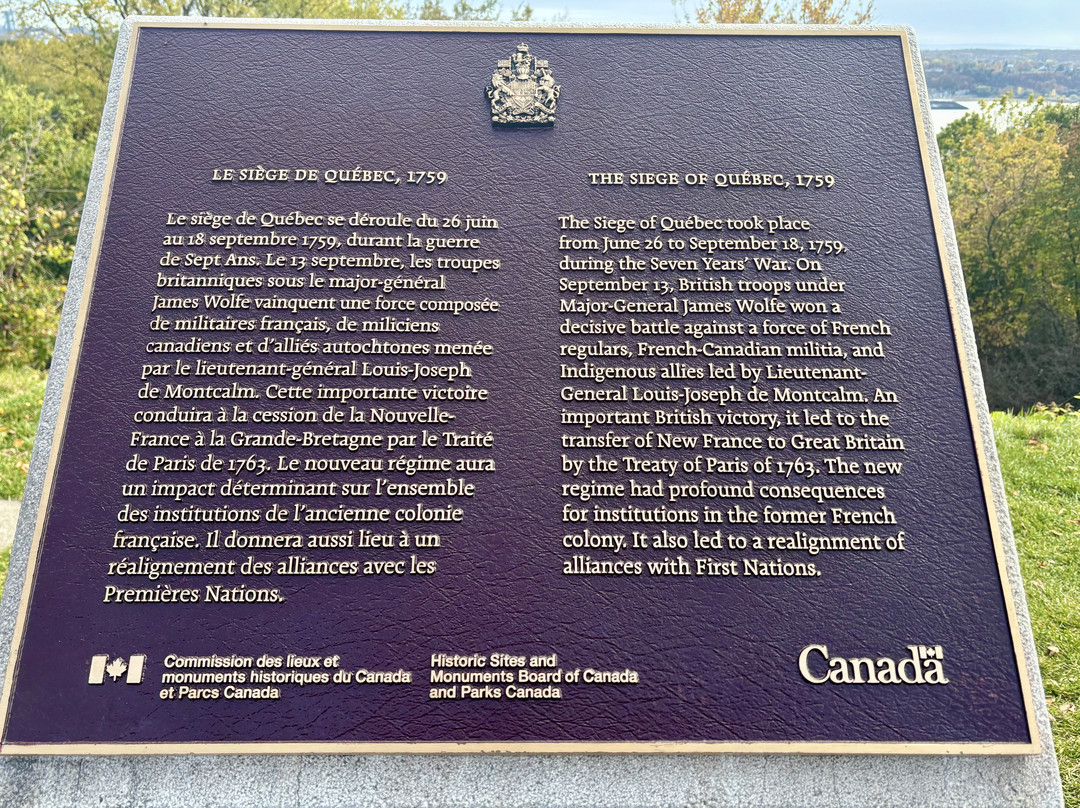 LE SIÈGE DE QUÉBEC, 1759
Le siège de Québec se déroule du 26 juin
au 18 septembre 1759, durant la guerre
de Sept Ans. Le 13 septembre, les troupes
britanniques sous le major-général
James Wolfe vainquent une force composée
de militaires français, de miliciens
canadiens et d'alliés autochtones menée
par le lieutenant-général Louis-Joseph
de Montcalm. Cette importante victoire
conduira à la cession de la Nouvelle-
France à la Grande-Bretagne par le Traité
de Paris de 1763. Le nouveau régime aura
un impact déterminant sur l'ensemble
des institutions de l'ancienne colonie
française. Il donnera aussi lieu à un
réalignement des alliances avec les
Premières Nations.
THE SIEGE OF QUÉBEC, 1759
The Siege of Québec took place
from June 26 to September 18, 1759,
during the Seven Years' War. On
September 13, British troops under
Major-General James Wolfe won a
decisive battle against a force of French
regulars, French-Canadian militia, and
Indigenous allies led by Lieutenant-
General Louis-Joseph de Montcalm. An
important British victory, it led to the
transfer of New France to Great Britain
by the Treaty of Paris of 1763. The new
regime had profound consequences
for institutions in the former French
colony. It also led to a realignment of
alliances with First Nations.
Commission des lieux et
monuments historiques du Canada
et Parcs Canada
Historic Sites and
Monuments Board of Canada
and Parks Canada
Canada